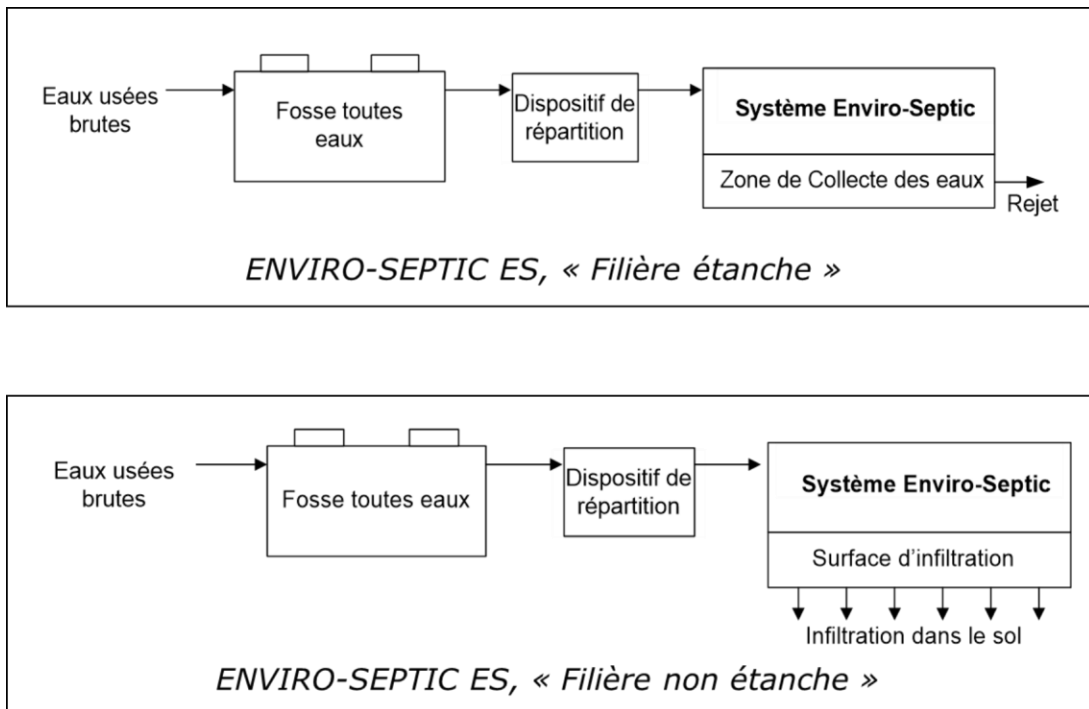 Eaux usées
brutes
Fosse toutes
eaux
Dispositif de
répartition
Système Enviro-Septic
Zone de Collecte des eaux
Rejet
ENVIRO-SEPTIC ES, « Filière étanche »
Eaux usées
brutes
Fosse toutes eaux
Dispositif de
répartition
Système Enviro-Septic
Surface d'infiltration
Infiltration dans le sol
ENVIRO-SEPTIC ES, « Filière non étanche »